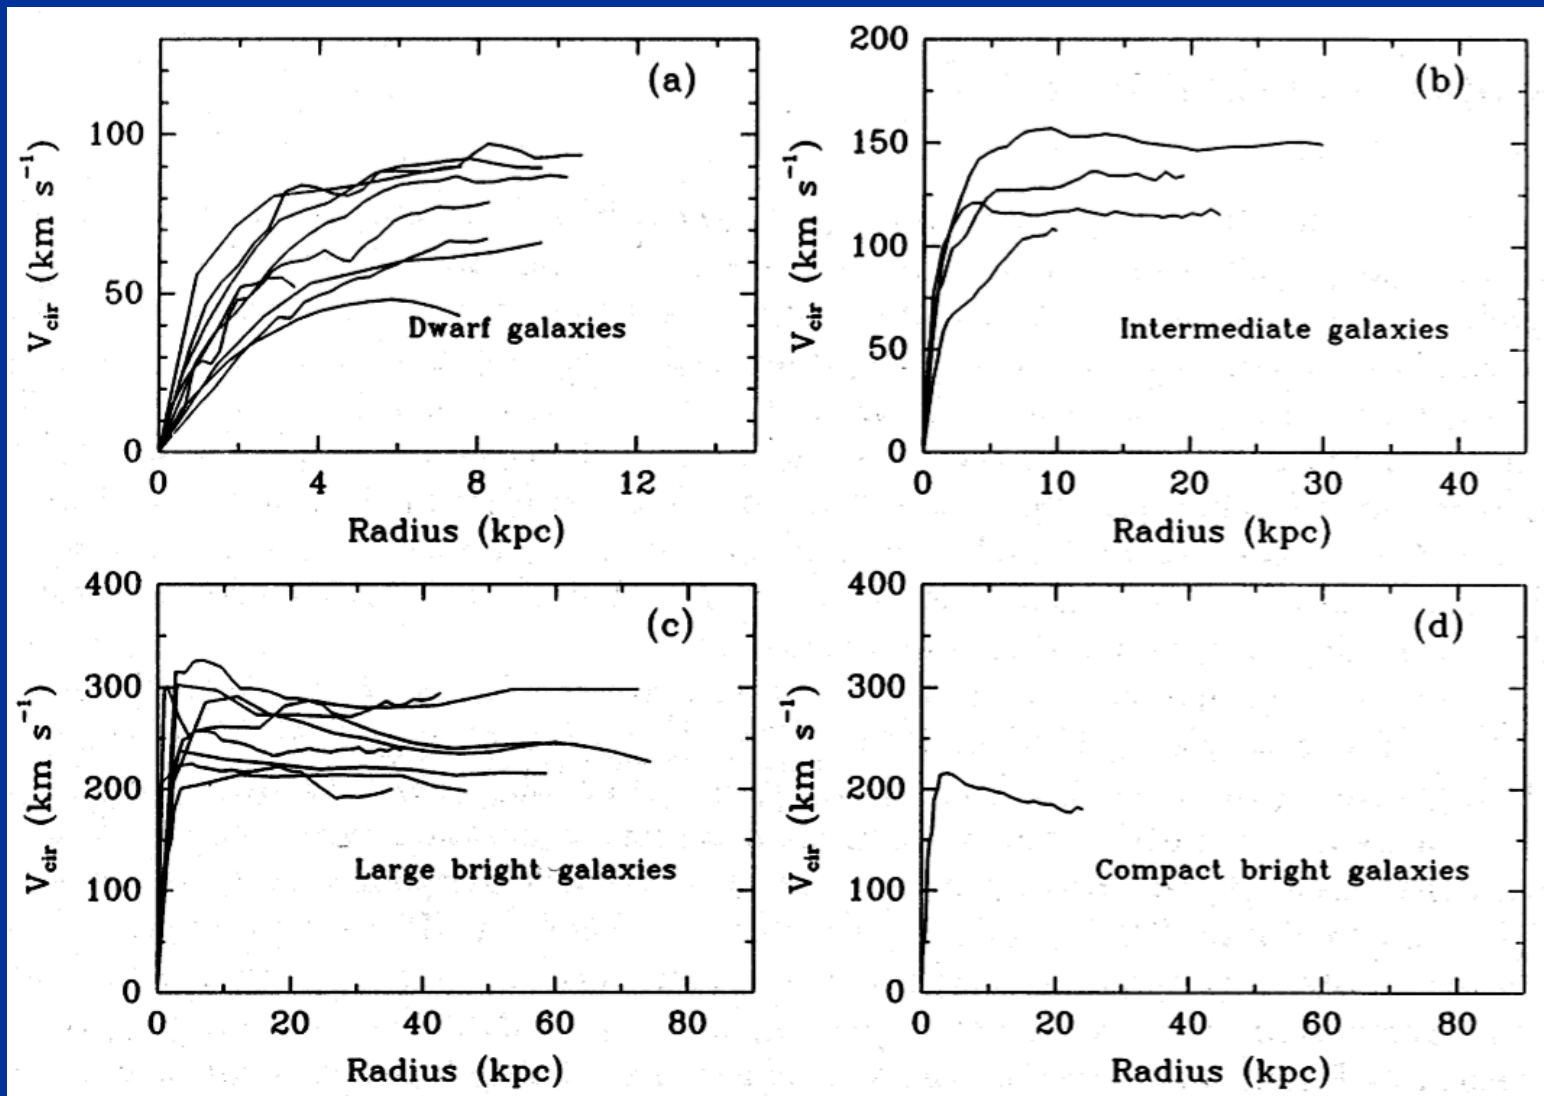 (a)
100
50
0
0 4 8 12
V_cir (km s⁻¹)
Dwarf galaxies
Radius (kpc)
(b)
200
150
100
50
0
0 10 20 30 40
V_cir (km s⁻¹)
Intermediate galaxies
Radius (kpc)
(c)
400
300
200
100
0
0 20 40 60 80
V_cir (km s⁻¹)
Large bright galaxies
Radius (kpc)
(d)
400
300
200
100
0
0 20 40 60 80
V_cir (km s⁻¹)
Compact bright galaxies
Radius (kpc)